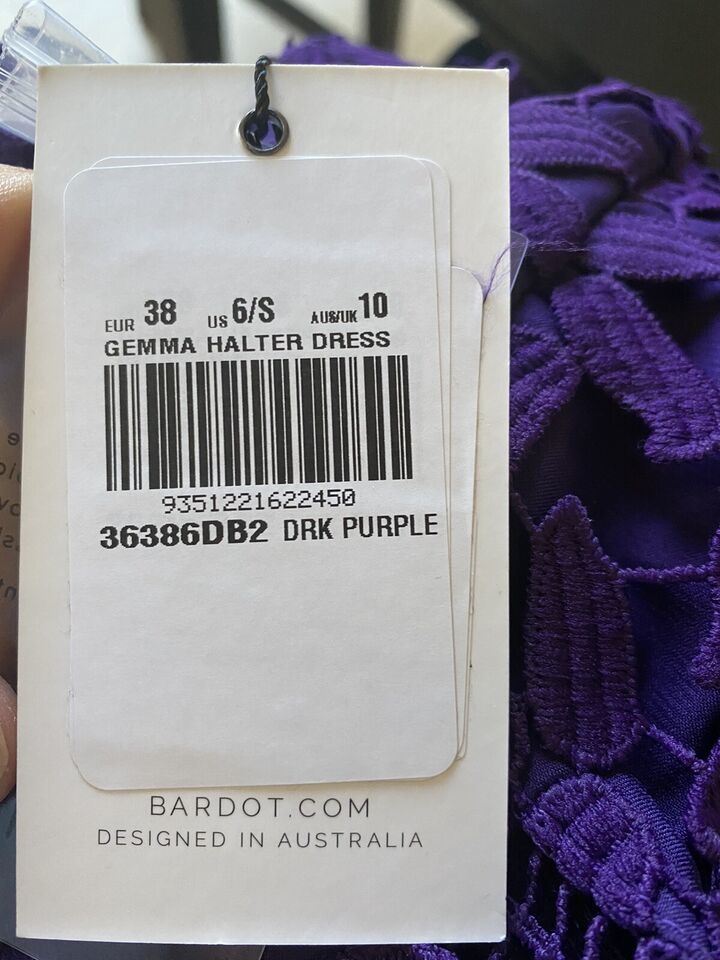 EUR 38 US 6/S AUS/UK 10
GEMMA HALTER DRESS
9351221622450
36386DB2 DRK PURPLE
BARDOT.COM
DESIGNED IN AUSTRALIA